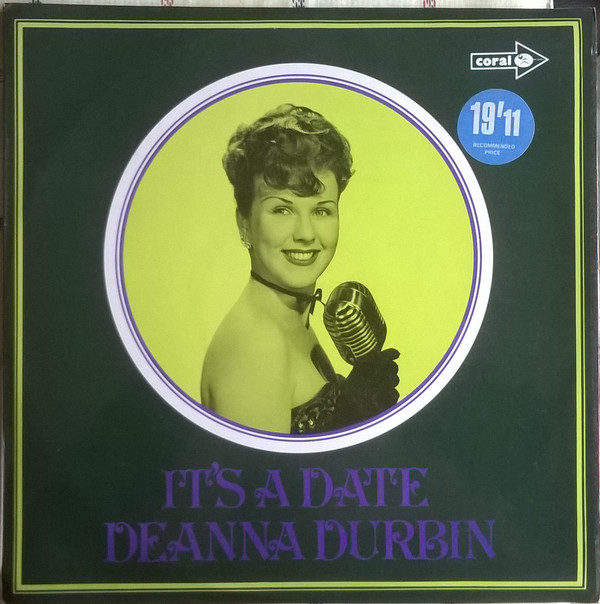 coral
19'11
RECOMMENDED
PRICE
IT'S A DATE
DEANNA DURBIN